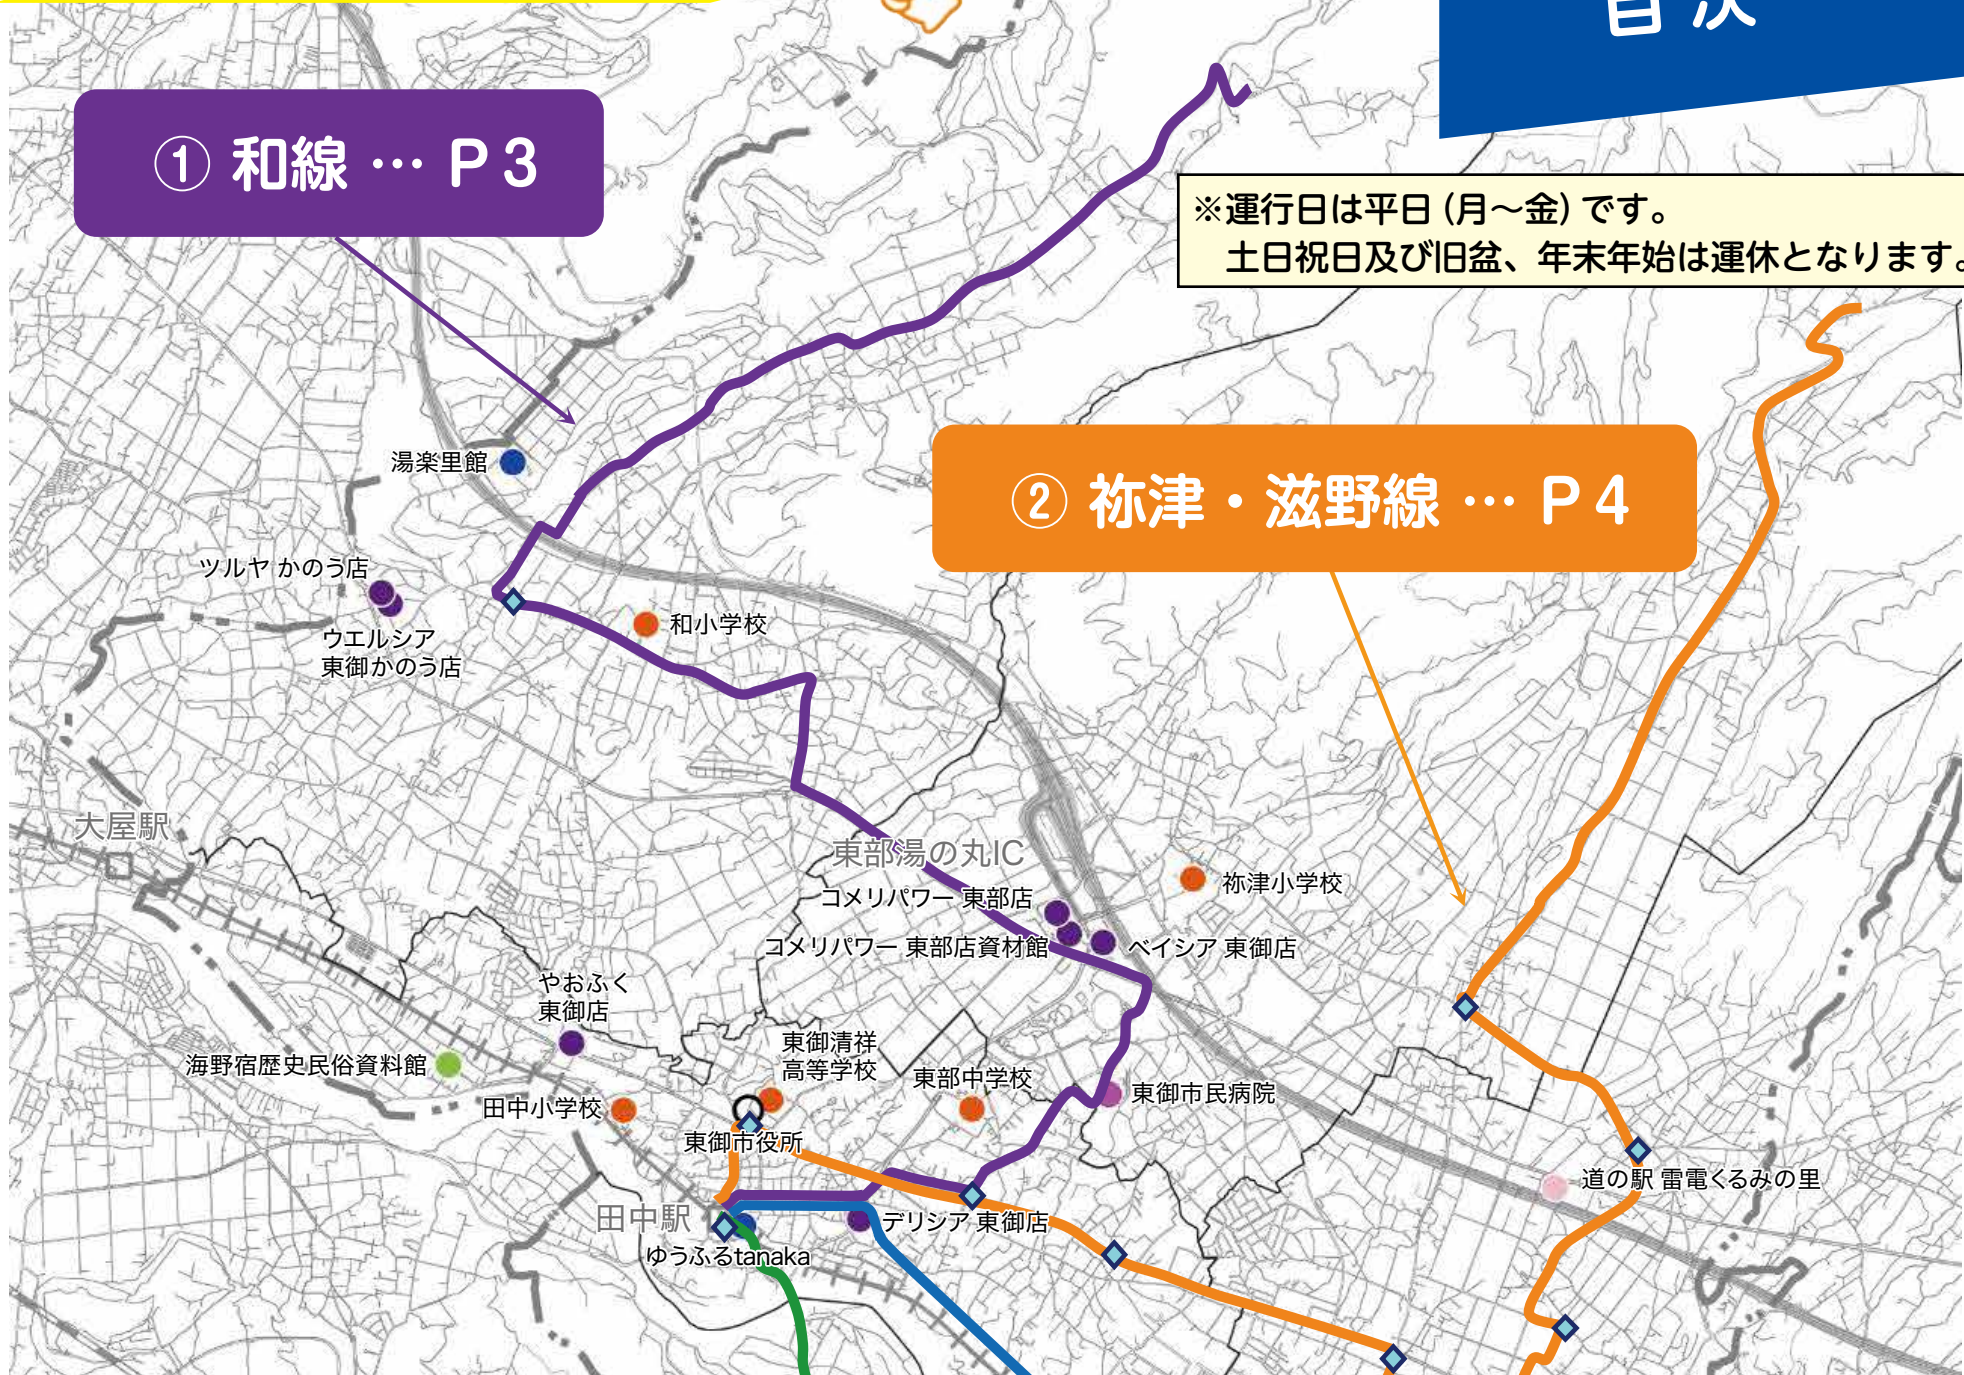 目次
① 和線 … P3
※運行日は平日(月～金)です。
土日祝日及び旧盆、年末年始は運休となります。
湯楽里館
② 祢津・滋野線 … P4
ツルヤ かのう店
ウエルシア
東御かのう店
和小学校
大屋駅
東部湯の丸IC
コメリパワー 東部店
祢津小学校
コメリパワー 東部店資材館
ベイシア 東御店
やおふく
東御店
海野宿歴史民俗資料館
東御清祥
高等学校
東部中学校
東御市民病院
田中小学校
東御市役所
道の駅 雷電くるみの里
田中駅
デリシア 東御店
ゆうふるtanaka